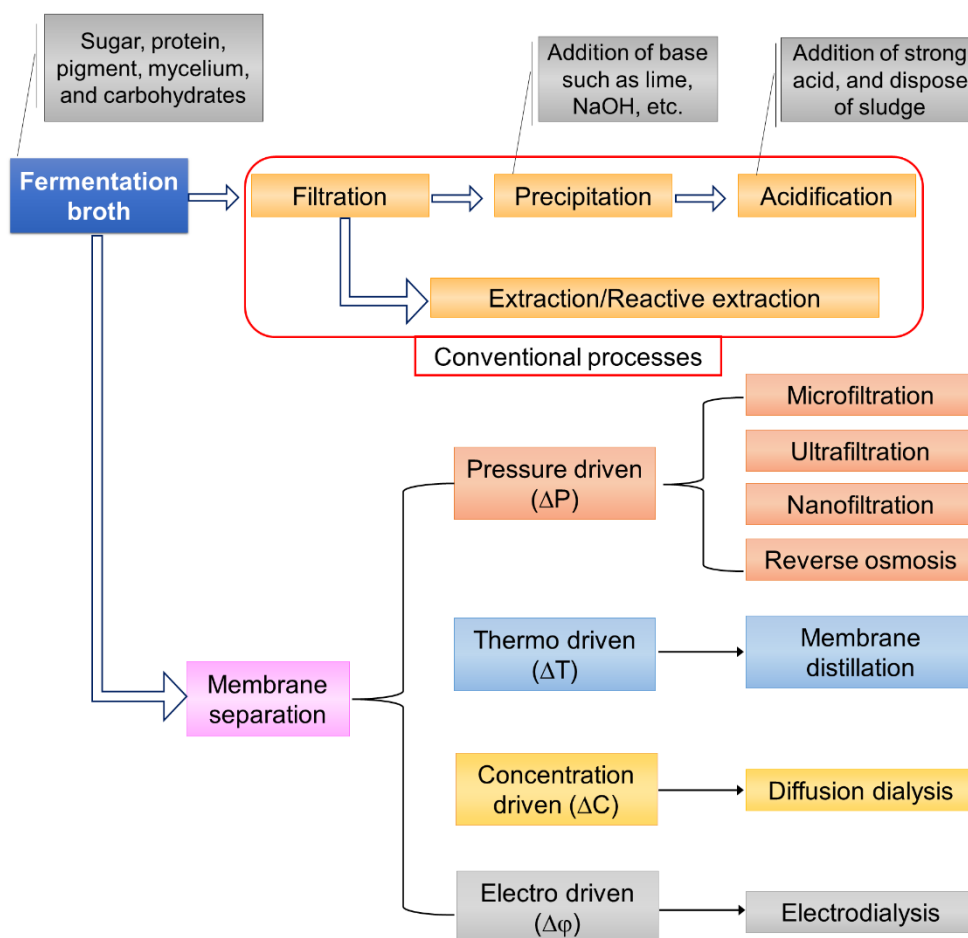 Sugar, protein,
pigment, mycelium,
and carbohydrates
Addition of base
such as lime,
NaOH, etc.
Addition of strong
acid, and dispose
of sludge
Fermentation
broth
Filtration
Precipitation
Acidification
Extraction/Reactive extraction
Conventional processes
Membrane
separation
Pressure driven
(ΔP)
Microfiltration
Ultrafiltration
Nanofiltration
Reverse osmosis
Thermo driven
(ΔT)
Membrane
distillation
Concentration
driven (ΔC)
Diffusion dialysis
Electro driven
(Δφ)
Electrodialysis